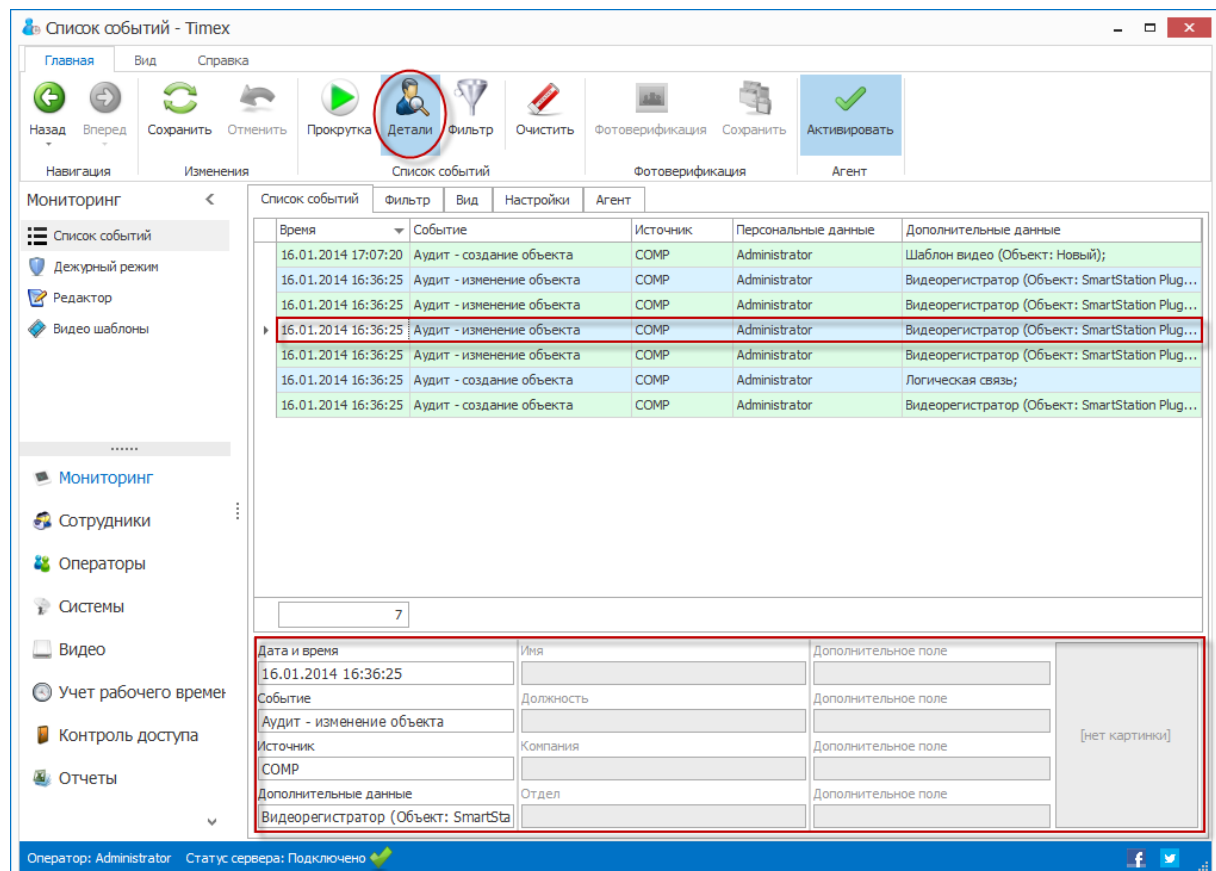 Список событий - Timex
Главная Вид Справка
Назад Вперед Сохранить Отменить Прокрутка Детали Фильтр Очистить Фотоверификация Сохранить Активировать
Навигация Изменения Список событий Фотоверификация Агент
Мониторинг
Список событий Фильтр Вид Настройки Агент
Время Событие Источник Персональные данные Дополнительные данные
Список событий
Дежурный режим
Редактор
Видео шаблоны
16.01.2014 17:07:20 Аудит - создание объекта COMP Administrator Шаблон видео (Объект: Новый);
16.01.2014 16:36:25 Аудит - изменение объекта COMP Administrator Видеорегистратор (Объект: SmartStation Plug...
16.01.2014 16:36:25 Аудит - изменение объекта COMP Administrator Видеорегистратор (Объект: SmartStation Plug...
16.01.2014 16:36:25 Аудит - изменение объекта COMP Administrator Видеорегистратор (Объект: SmartStation Plug...
16.01.2014 16:36:25 Аудит - изменение объекта COMP Administrator Видеорегистратор (Объект: SmartStation Plug...
16.01.2014 16:36:25 Аудит - создание объекта COMP Administrator Логическая связь;
16.01.2014 16:36:25 Аудит - создание объекта COMP Administrator Видеорегистратор (Объект: SmartStation Plug...
7
Мониторинг
Сотрудники
Операторы
Системы
Видео
Учет рабочего времен
Контроль доступа
Отчеты
Дата и время Имя Дополнительное поле
16.01.2014 16:36:25
Событие Должность Дополнительное поле
Аудит - изменение объекта
[нет картинки]
Источник Компания Дополнительное поле
COMP
Дополнительные данные Отдел Дополнительное поле
Видеорегистратор (Объект: SmartSta
Оператор: Administrator Статус сервера: Подключено